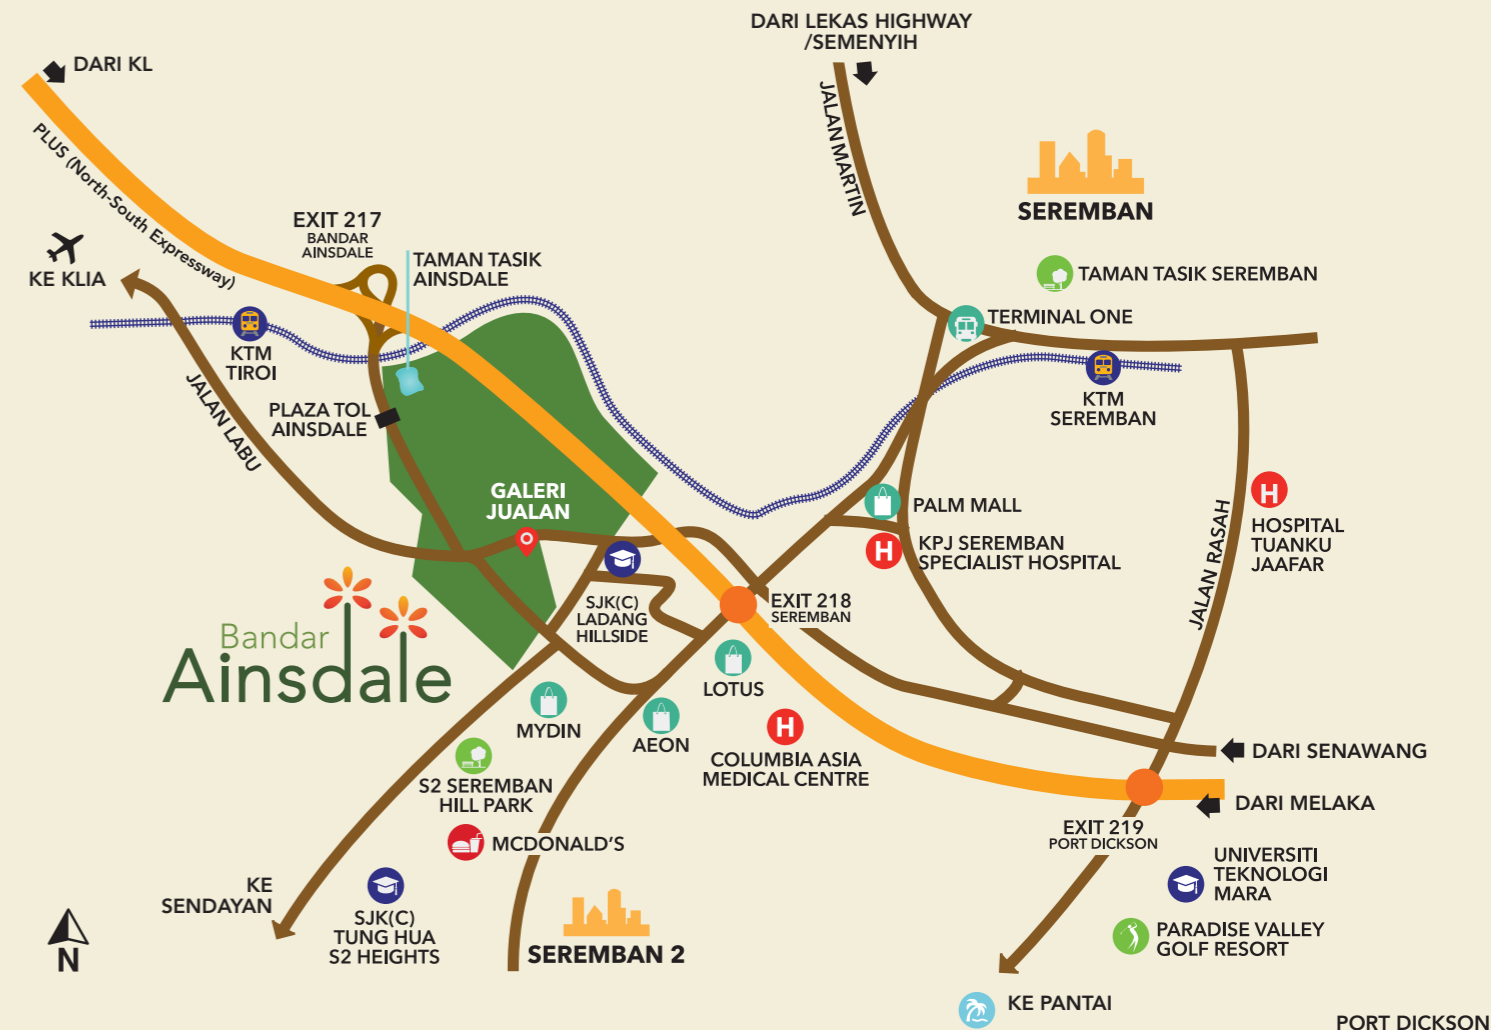 DARI LEKAS HIGHWAY
/SEMENYIH
DARI KL
PLUS (North-South Expressway)
JALAN MARTIN
SEREMBAN
EXIT 217
BANDAR
AINSDALE
TAMAN TASIK
AINSDALE
KE KLIA
TAMAN TASIK SEREMBAN
TERMINAL ONE
KTM
TIROI
KTM
SEREMBAN
JALAN LABU
PLAZA TOL
AINSDALE
GALERI
JUALAN
PALM MALL
KPJ SEREMBAN
SPECIALIST HOSPITAL
JALAN RASAH
H
H
HOSPITAL
TUANKU
JAAFAR
SJK(C)
LADANG
HILLSIDE
EXIT 218
SEREMBAN
Bandar
Ainsdale
LOTUS
MYDIN
AEON
H
COLUMBIA ASIA
MEDICAL CENTRE
DARI SENAWANG
DARI MELAKA
S2 SEREMBAN
HILL PARK
MCDONALD'S
EXIT 219
PORT DICKSON
UNIVERSITI
TEKNOLOGI
MARA
KE
SENDAYAN
SJK(C)
TUNG HUA
S2 HEIGHTS
SEREMBAN 2
PARADISE VALLEY
GOLF RESORT
N
KE PANTAI
PORT DICKSON